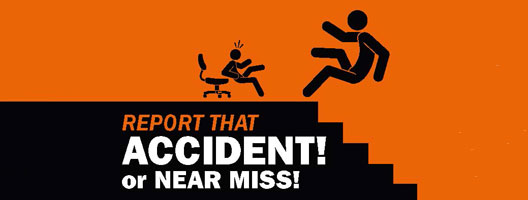 REPORT THAT
ACCIDENT!
or NEAR MISS!